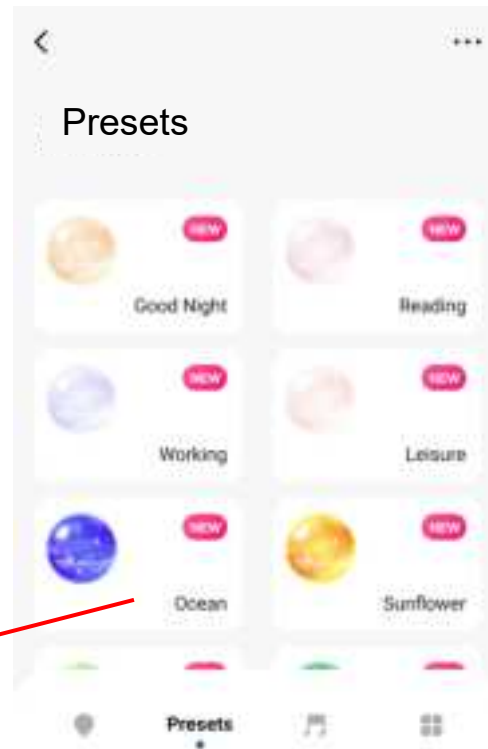 Presets
NEW NEW
Good Night Reading
NEW NEW
Working Leisure
NEW NEW
Ocean Sunflower
Presets